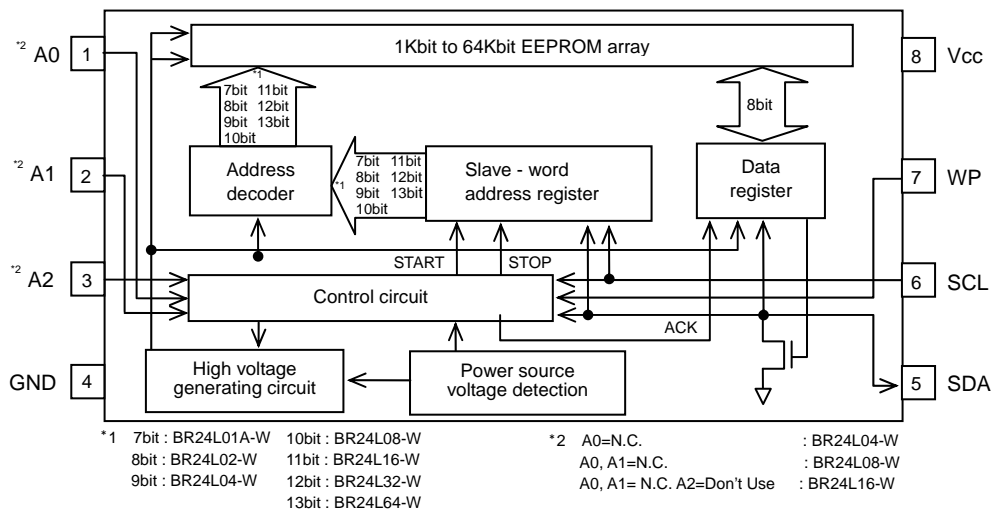 *2 A0 1
1Kbit to 64Kbit EEPROM array
8 Vcc
*1
7bit 11bit
8bit 12bit
9bit 13bit
10bit
8bit
*2 A1 2
Address
decoder
*1
7bit 11bit
8bit 12bit
9bit 13bit
10bit
Slave - word
address register
Data
register
7 WP
START
STOP
*2 A2 3
Control circuit
6 SCL
ACK
GND 4
High voltage
generating circuit
Power source
voltage detection
5 SDA
*1 7bit : BR24L01A-W
8bit : BR24L02-W
9bit : BR24L04-W
10bit : BR24L08-W
11bit : BR24L16-W
12bit : BR24L32-W
13bit : BR24L64-W
*2 A0=N.C. : BR24L04-W
A0, A1=N.C. : BR24L08-W
A0, A1= N.C. A2=Don't Use : BR24L16-W